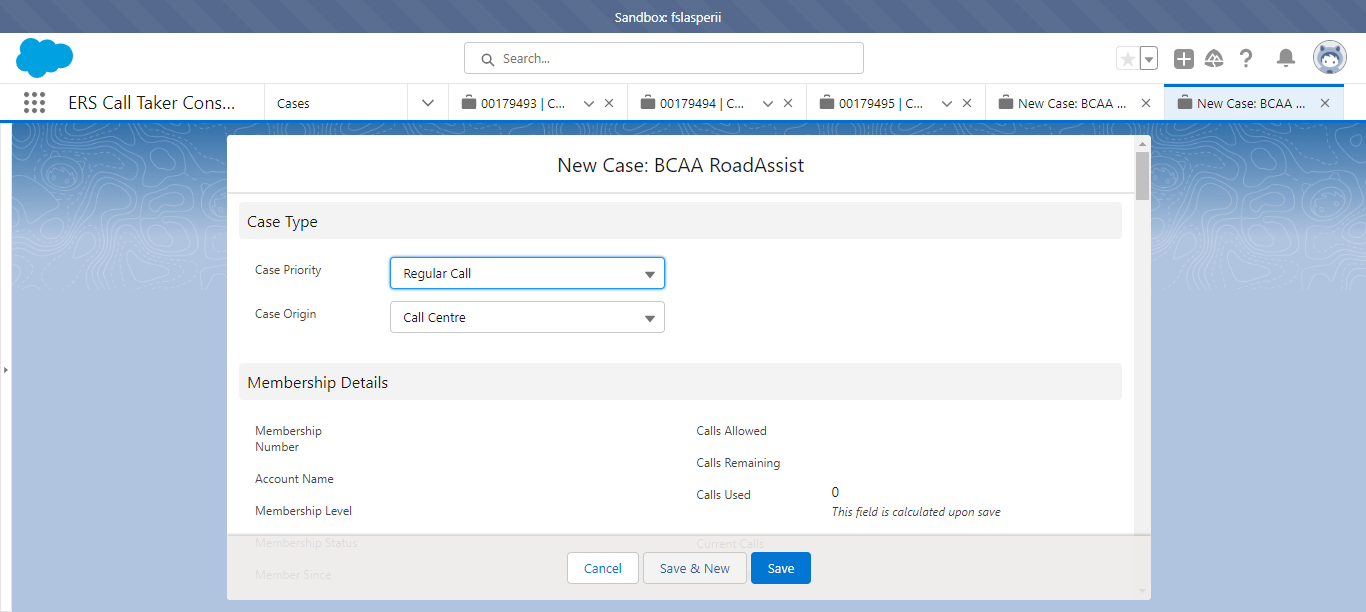 Sandbox: fslasperii
Search...
ERS Call Taker Cons...
Cases
00179493 | C...
00179494 | C...
00179495 | C...
New Case: BCAA ...
New Case: BCAA ...
New Case: BCAA RoadAssist
Case Type
Case Priority
Regular Call
Case Origin
Call Centre
Membership Details
Membership
Number
Calls Allowed
Calls Remaining
Account Name
Calls Used
0
This field is calculated upon save
Membership Level
Membership Status
Current Calls
Member Since
Cancel
Save & New
Save